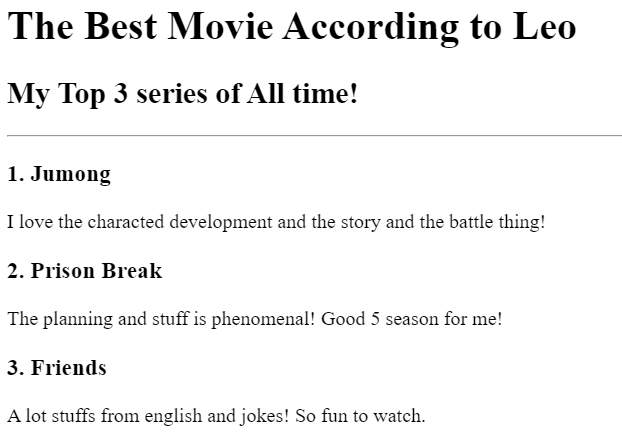 The Best Movie According to Leo
My Top 3 series of All time!
1. Jumong
I love the characted development and the story and the battle thing!
2. Prison Break
The planning and stuff is phenomenal! Good 5 season for me!
3. Friends
A lot stuffs from english and jokes! So fun to watch.